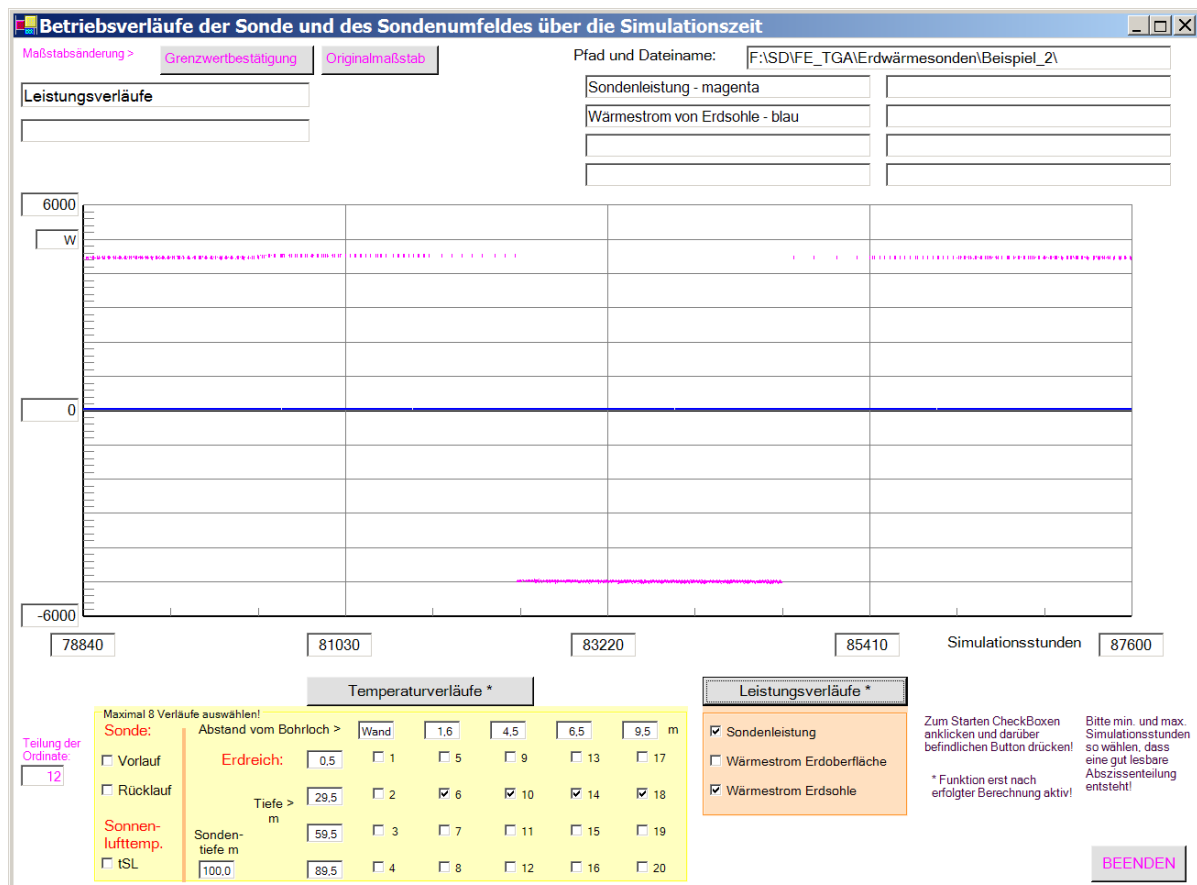 Betriebsverläufe der Sonde und des Sondenumfeldes über die Simulationszeit
Maßstabsänderung >
Grenzwertbestätigung
Originalmaßstab
Pfad und Dateiname:
F:\SD\FE_TGA\Erdwärmesonden\Beispiel_2\
Leistungsverläufe
Sondenleistung - magenta
Wärmestrom von Erdsohle - blau
6000
W
0
-6000
78840
81030
83220
85410
Simulationsstunden
87600
Temperaturverläufe *
Leistungsverläufe *
Teilung der
Ordinate:
12
Maximal 8 Verläufe auswählen!
Sonde:
Vorlauf
Rücklauf
Sonnen-
lufttemp.
tSL
Abstand vom Bohrloch >
Wand
1,6
4,5
6,5
9,5
m
Erdreich:
0,5
1
5
9
13
17
Tiefe >
m
29,5
2
6
10
14
18
Sonden-
tiefe m
59,5
3
7
11
15
19
100,0
89,5
4
8
12
16
20
Sondenleistung
Wärmestrom Erdoberfläche
Wärmestrom Erdsohle
Zum Starten CheckBoxen
anklicken und darüber
befindlichen Button drücken!
* Funktion erst nach
erfolgter Berechnung aktiv!
Bitte min. und max.
Simulationsstunden
so wählen, dass
eine gut lesbare
Abszissenteilung
entsteht!
BEENDEN